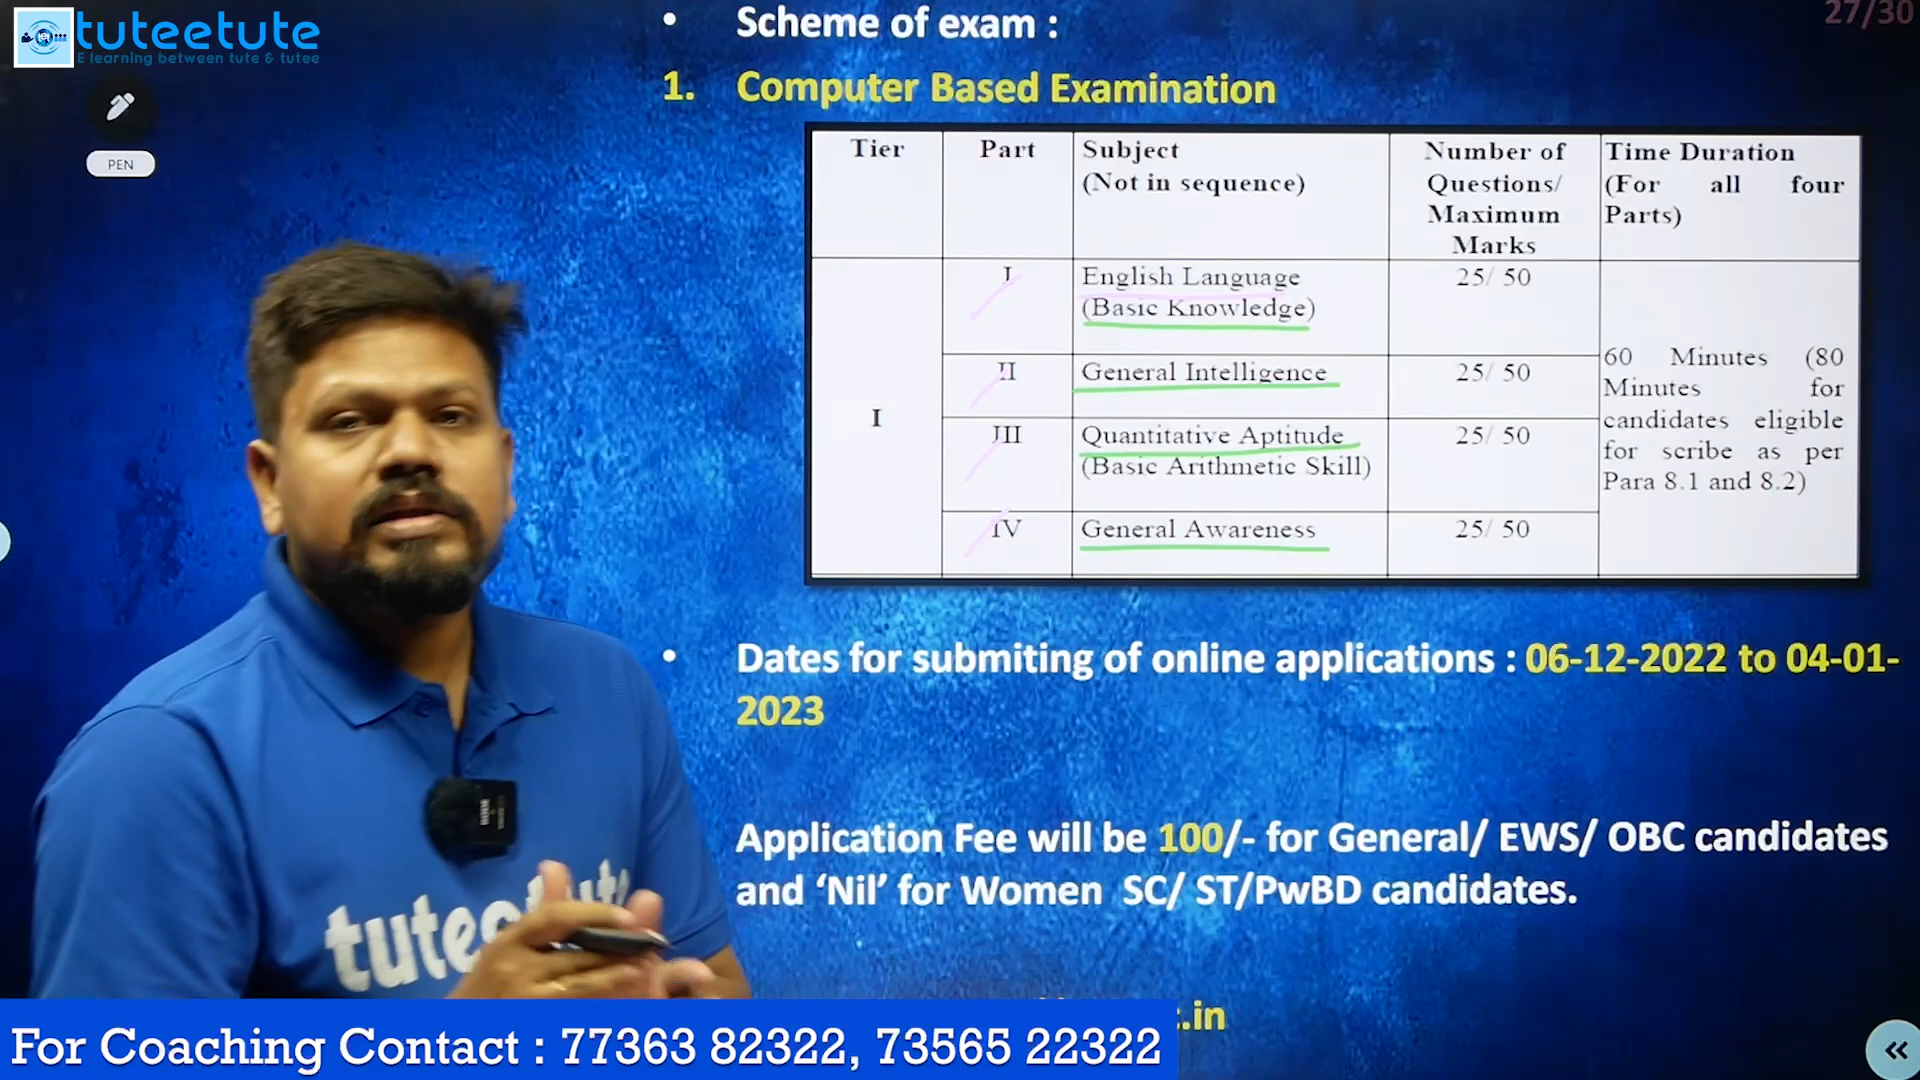 tuteetute
E learning between tute & tutee
PEN
27/30
• Scheme of exam :
1. Computer Based Examination
Tier Part Subject (Not in sequence) Number of Questions/ Maximum Marks Time Duration (For all four Parts)
I
I English Language 25/ 50
(Basic Knowledge)
II General Intelligence 25/ 50
III Quantitative Aptitude 25/ 50
(Basic Arithmetic Skill)
IV General Awareness 25/ 50
60 Minutes (80
Minutes for
candidates eligible
for scribe as per
Para 8.1 and 8.2)
• Dates for submiting of online applications : 06-12-2022 to 04-01-
2023
Application Fee will be 100/- for General/ EWS/ OBC candidates
and ‘Nil’ for Women SC/ ST/PwBD candidates.
.in
For Coaching Contact : 77363 82322, 73565 22322